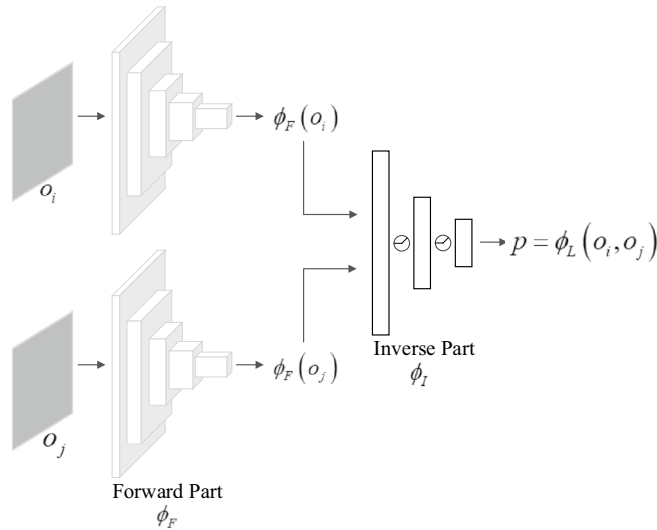 o_i
ϕ_F(o_i)
p = ϕ_L(o_i, o_j)
o_j
ϕ_F(o_j)
Inverse Part
ϕ_I
Forward Part
ϕ_F